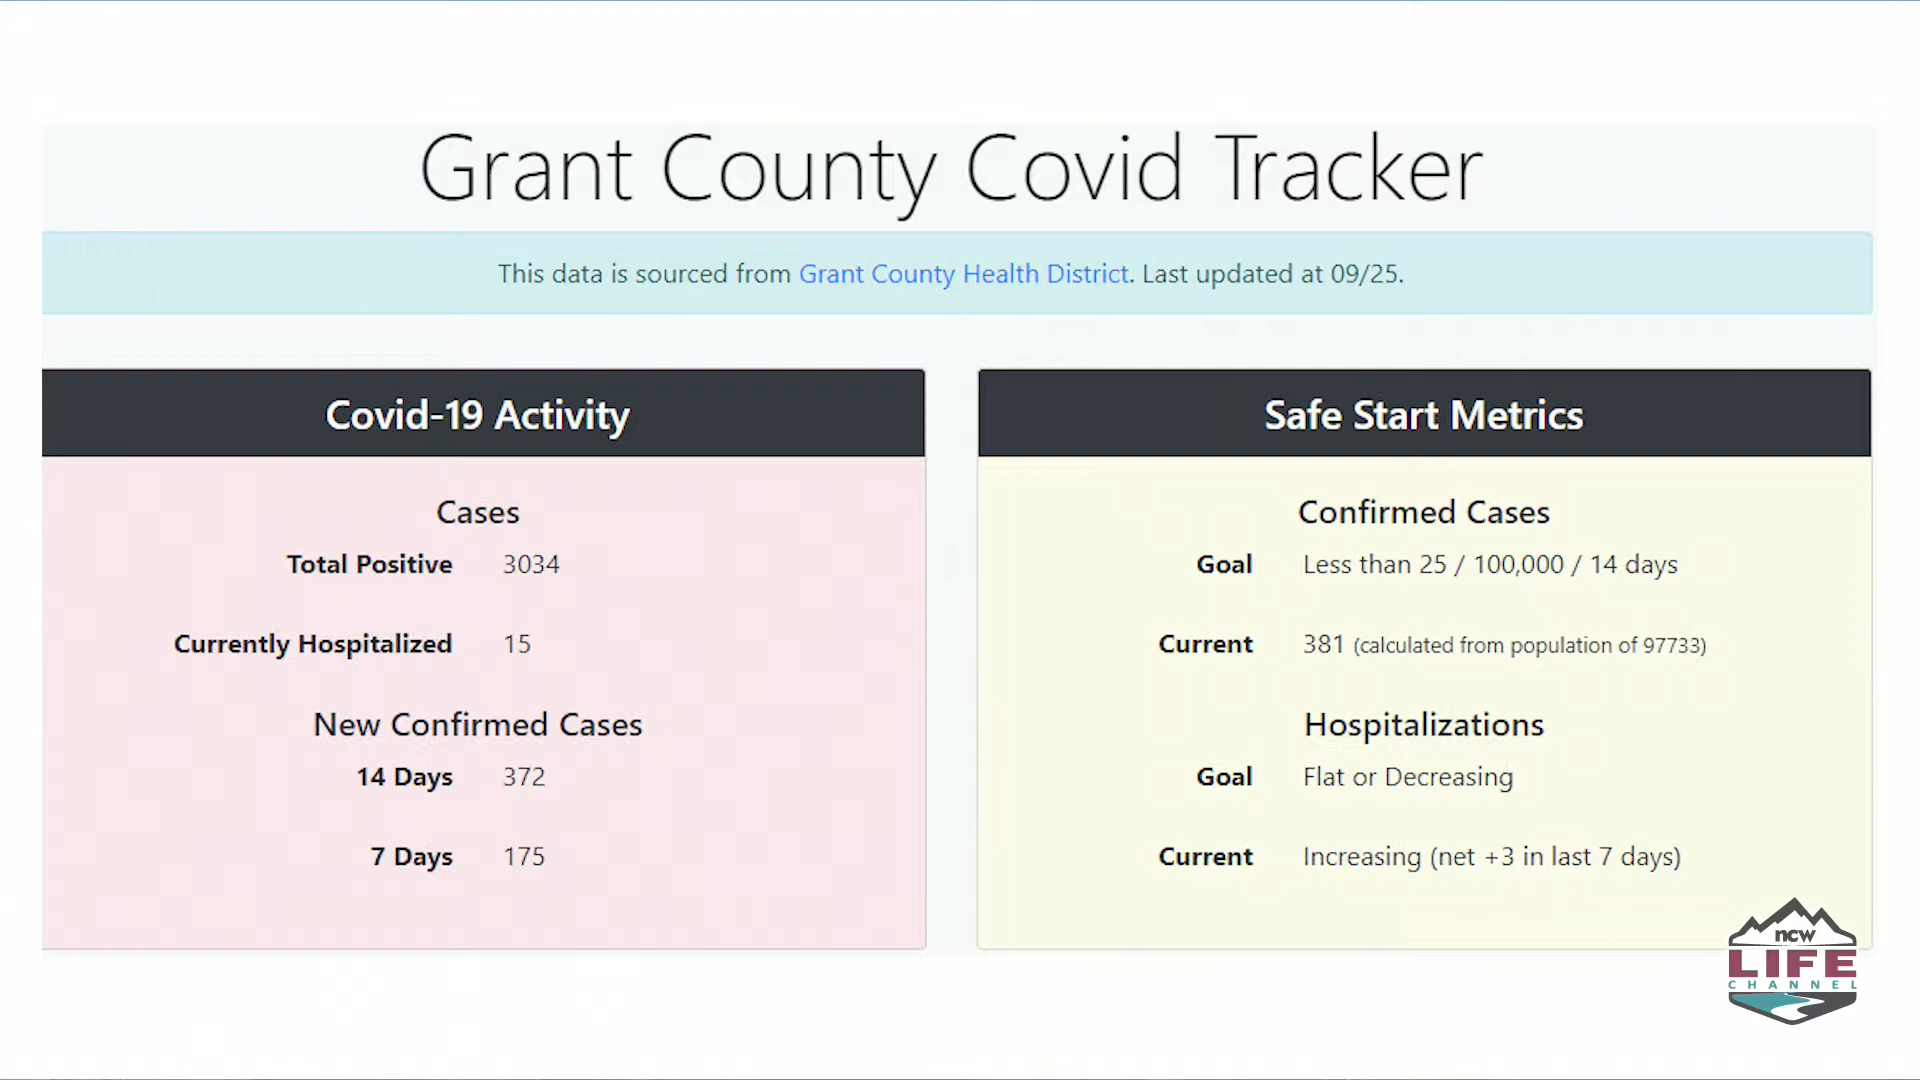 Grant County Covid Tracker
This data is sourced from Grant County Health District. Last updated at 09/25.
Covid-19 Activity
Cases
Total Positive 3034
Currently Hospitalized 15
New Confirmed Cases
14 Days 372
7 Days 175
Safe Start Metrics
Confirmed Cases
Goal Less than 25 / 100,000 / 14 days
Current 381 (calculated from population of 97733)
Hospitalizations
Goal Flat or Decreasing
Current Increasing (net +3 in last 7 days)
ncw
LIFE
CHANNEL